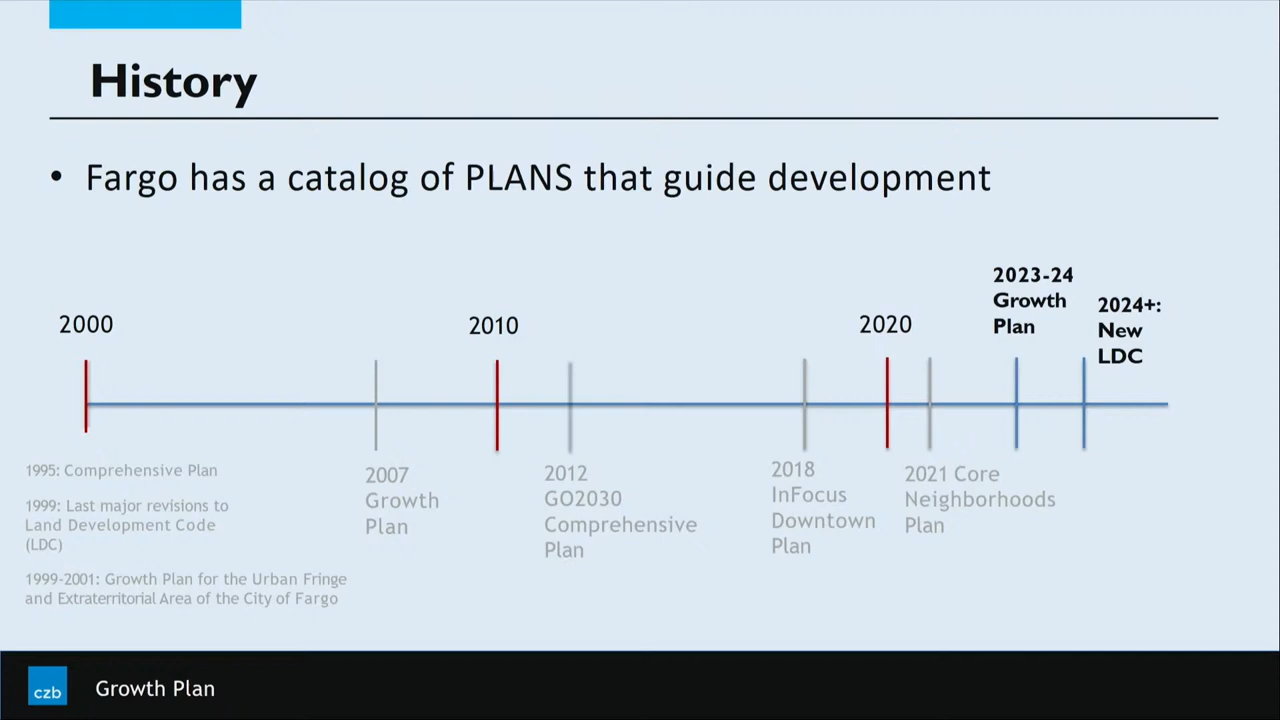 History
• Fargo has a catalog of PLANS that guide development
2000
2010
2020
2023-24
Growth
Plan
2024+:
New
LDC
1995: Comprehensive Plan
1999: Last major revisions to
Land Development Code
(LDC)
1999-2001: Growth Plan for the Urban Fringe
and Extraterritorial Area of the City of Fargo
2007
Growth
Plan
2012
GO2030
Comprehensive
Plan
2018
InFocus
Downtown
Plan
2021 Core
Neighborhoods
Plan
czb
Growth Plan